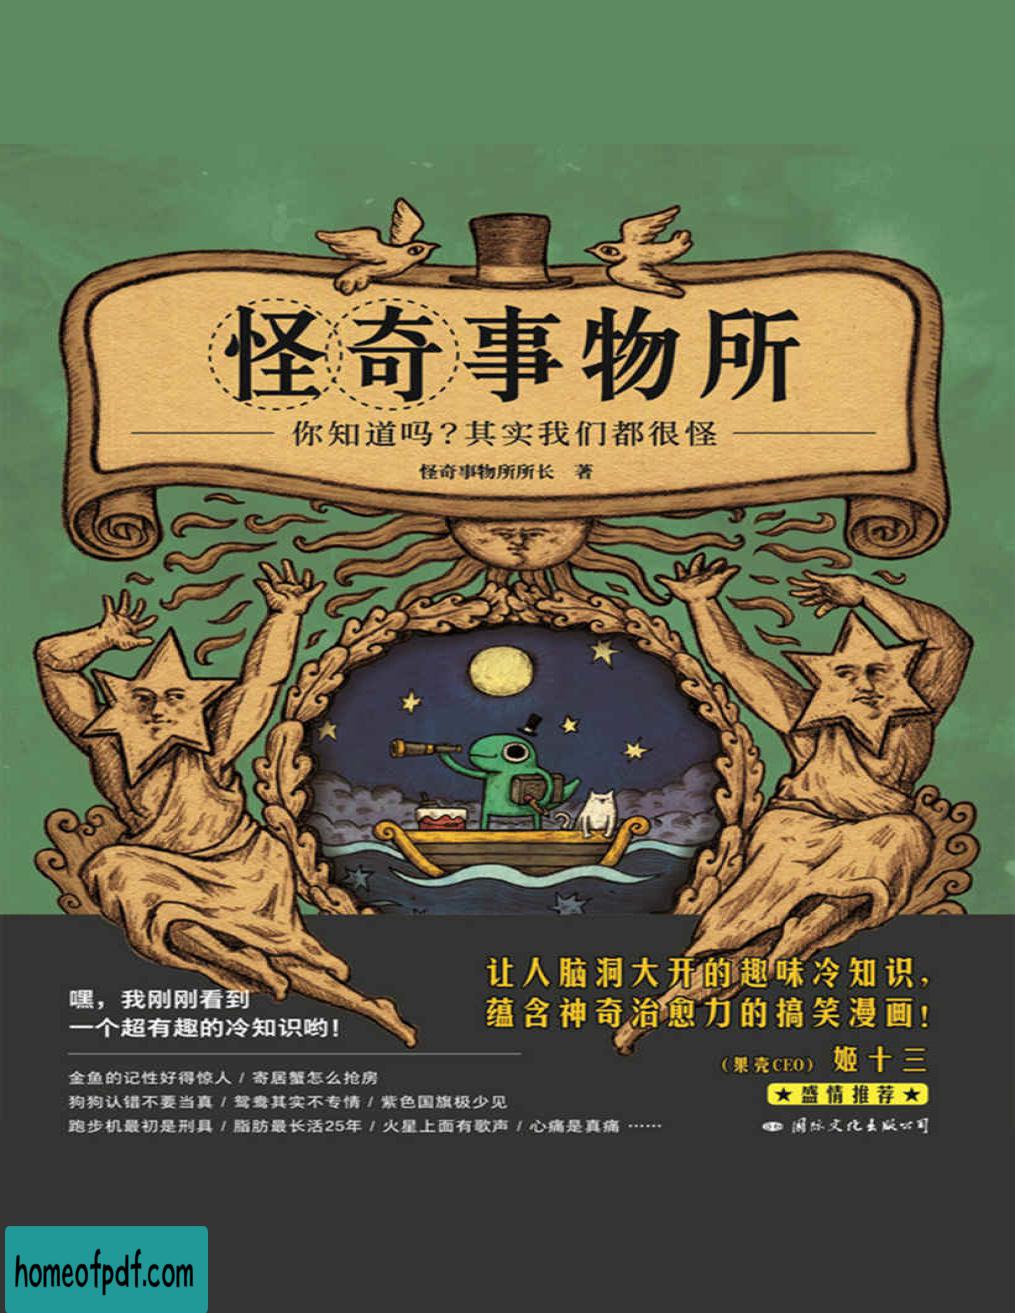 怪奇事物所
你知道吗？其实我们都很怪
怪奇事物所所长 著
让人脑洞大开的趣味冷知识，
蕴含神奇治愈力的搞笑漫画！
（果壳CEO）姬十三
★盛情推荐★
国际文化出版公司
嘿，我刚刚看到
一个超有趣的冷知识哟！
金鱼的记性好得惊人 / 寄居蟹怎么抢房
狗狗认错不要当真 / 鸳鸯其实不专情 / 紫色国旗极少见
跑步机最初是刑具 / 脂肪最长活25年 / 火星上面有歌声 / 心痛是真痛 ……
homeofpdf.com